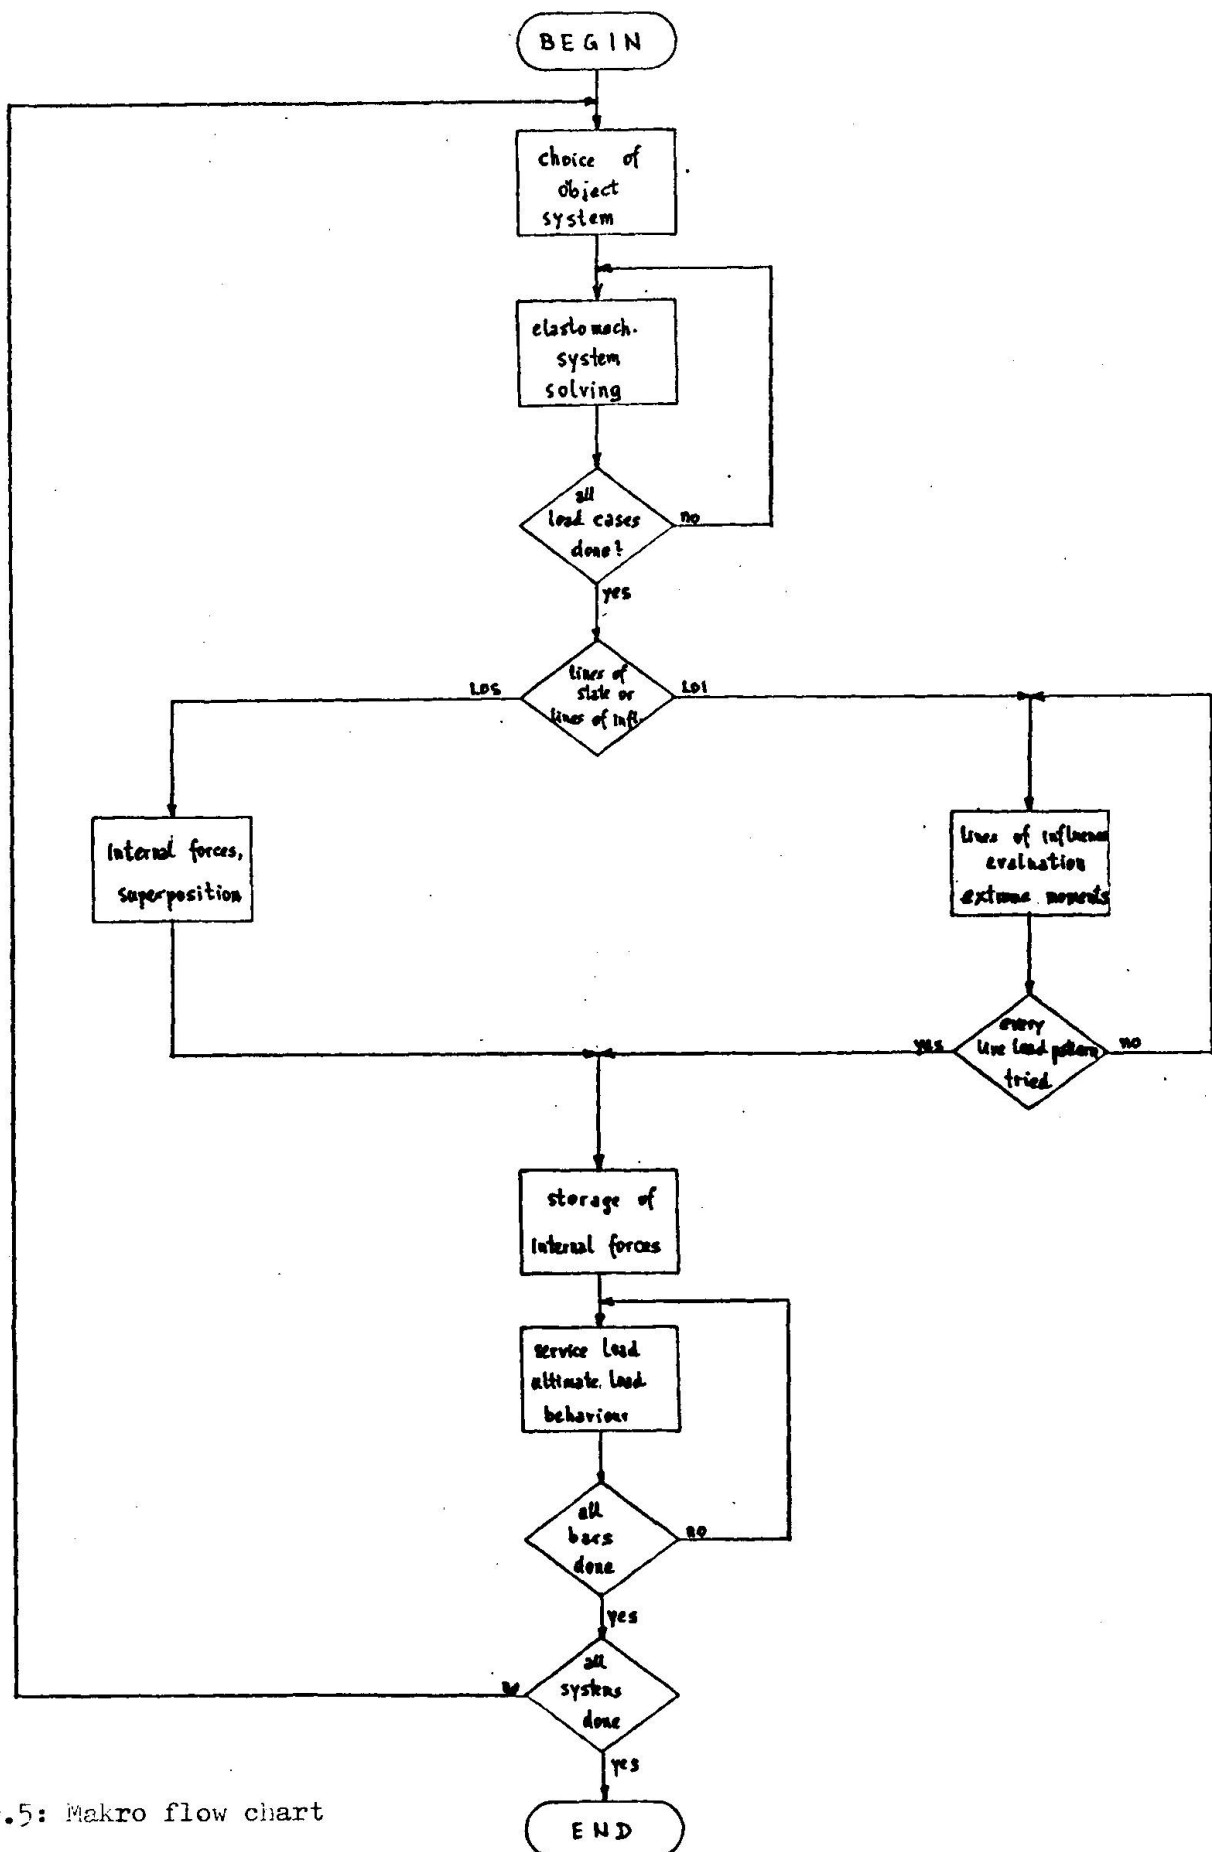 BEGIN
choice of
object
system
elastomech.
system
solving
all
load cases
done?
no
yes
lines of
state or
lines of infl.
LOS
LOI
Internal forces,
superposition
lines of influence
evaluation
extreme moments
every
live load pattern
tried
yes
no
storage of
Internal forces
service load
ultimate load
behaviour
all
bars
done
no
yes
all
systems
done
no
yes
END
.5: Makro flow chart